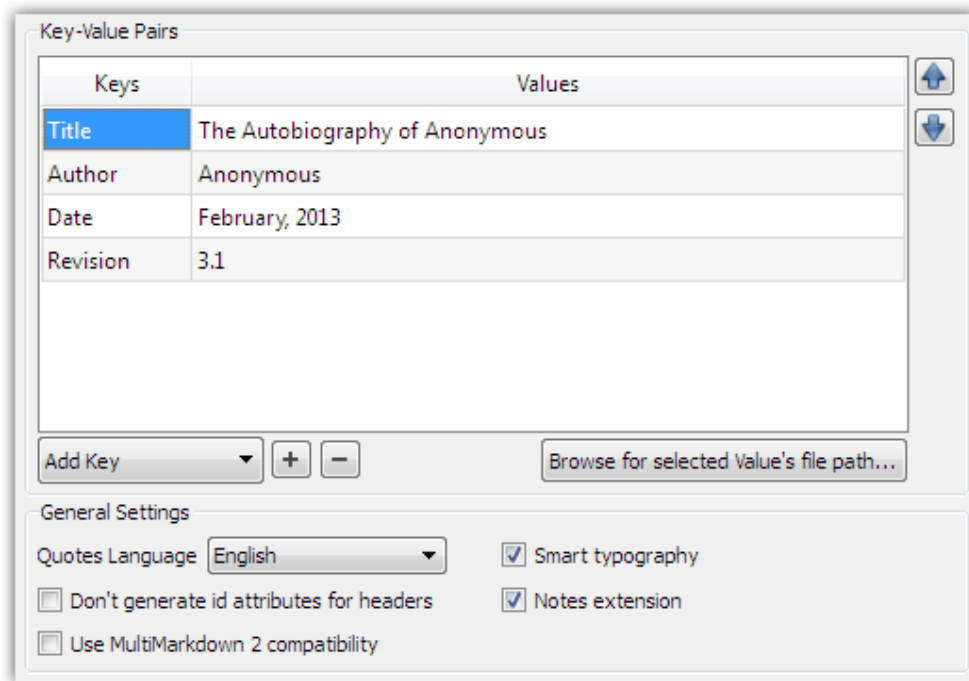 Key-Value Pairs
Keys Values
Title The Autobiography of Anonymous
Author Anonymous
Date February, 2013
Revision 3.1
Add Key + − Browse for selected Value's file path...
General Settings
Quotes Language English Smart typography
Don't generate id attributes for headers Notes extension
Use MultiMarkdown 2 compatibility